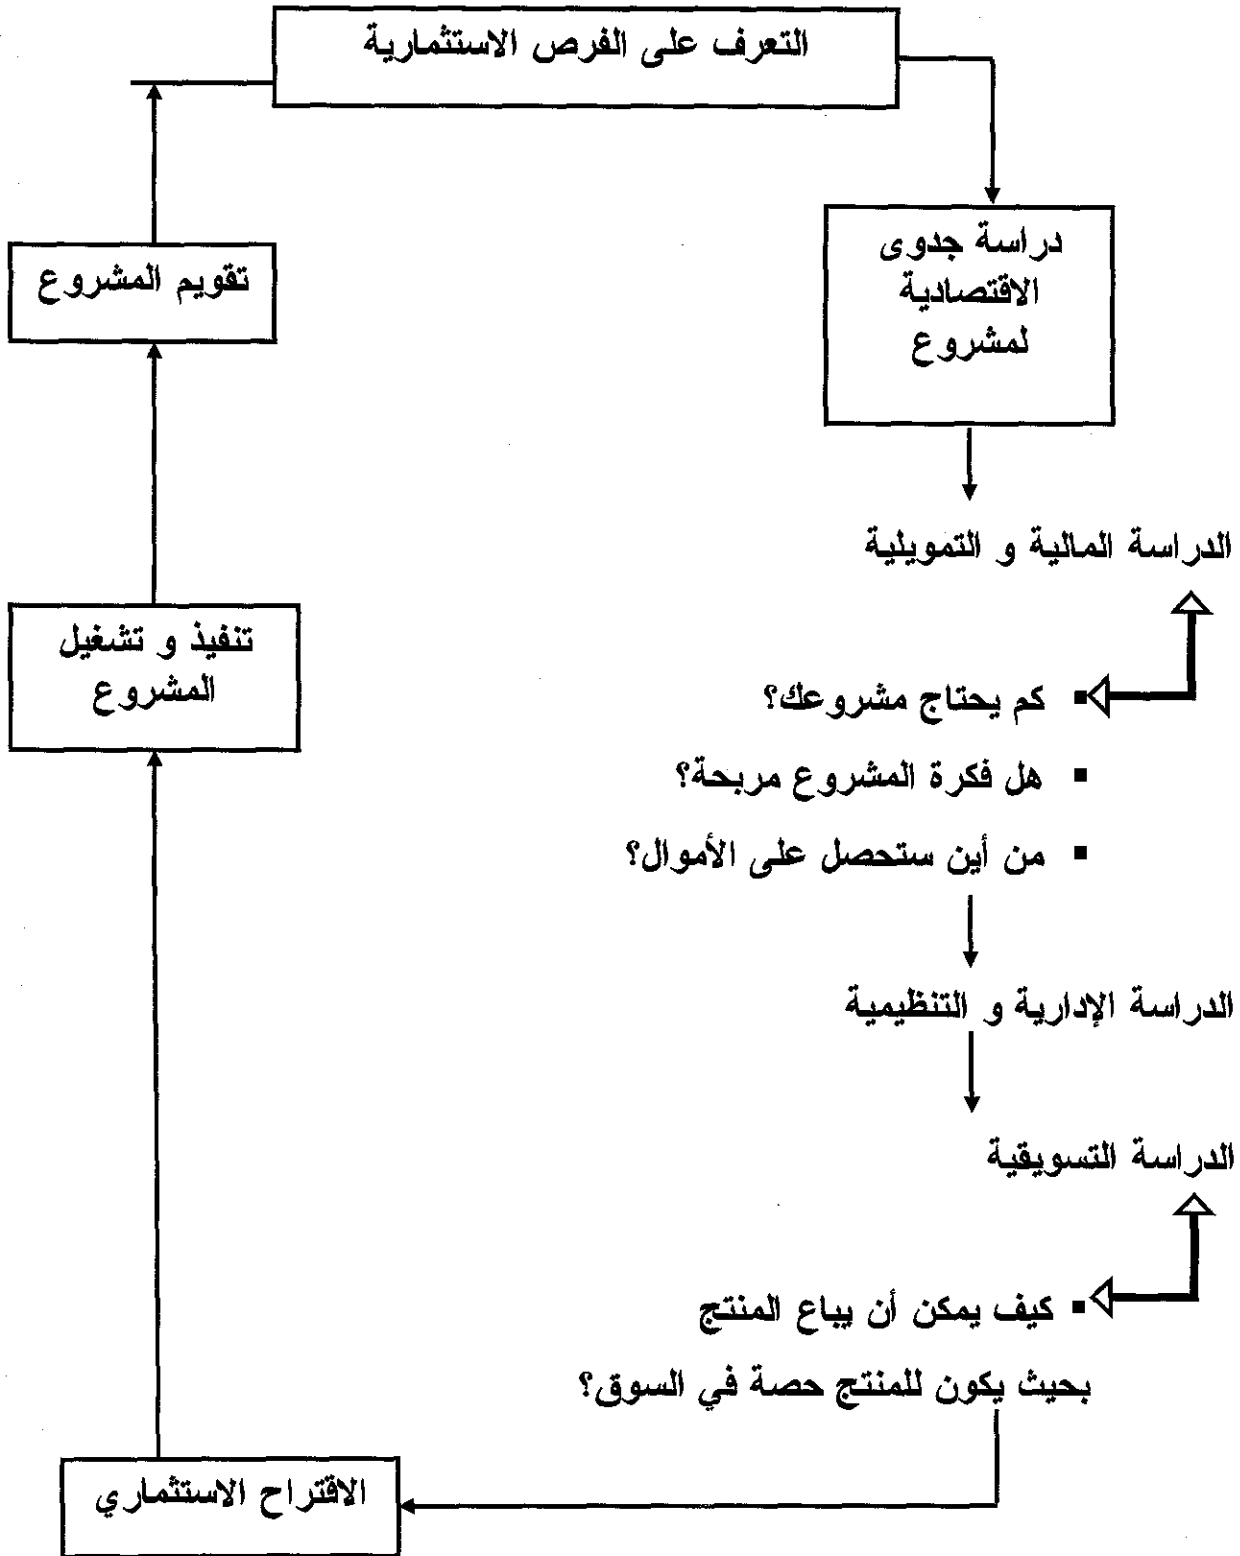 التعرف على الفرص الاستثمارية
دراسة جدوى
الاقتصادية
لمشروع
الدراسة المالية و التمويلية
▪ كم يحتاج مشروعك؟
▪ هل فكرة المشروع مربحة؟
▪ من أين ستحصل على الأموال؟
الدراسة الإدارية و التنظيمية
الدراسة التسويقية
▪ كيف يمكن أن يباع المنتج
بحيث يكون للمنتج حصة في السوق؟
الاقتراح الاستثماري
تنفيذ و تشغيل
المشروع
تقويم المشروع